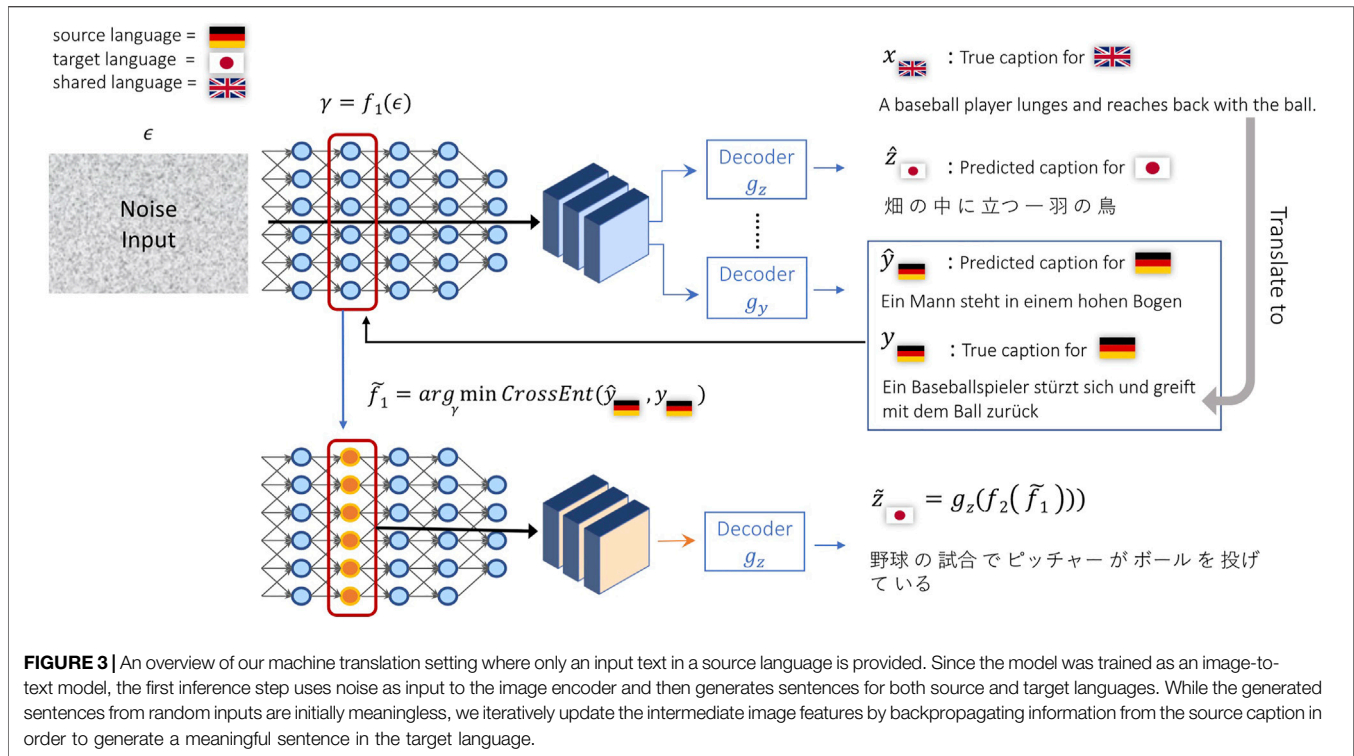 source language =
target language =
shared language =
γ = f₁(ϵ)
ϵ
Noise
Input
Decoder
g_z
Decoder
g_y
x : True caption for
A baseball player lunges and reaches back with the ball.
ẑ : Predicted caption for
畑 の 中 に 立つ 一 羽 の 鳥
ŷ : Predicted caption for
Ein Mann steht in einem hohen Bogen
y : True caption for
Ein Baseballspieler stürzt sich und greift
mit dem Ball zurück
Translate to
f̃₁ = arg_γ min CrossEnt(ŷ , y )
Decoder
g_z
z̃ = g_z(f₂( f̃₁)))
野球 の 試合 で ピッチャー が ボール を 投げ
て いる
FIGURE 3 | An overview of our machine translation setting where only an input text in a source language is provided. Since the model was trained as an image-to-
text model, the first inference step uses noise as input to the image encoder and then generates sentences for both source and target languages. While the generated
sentences from random inputs are initially meaningless, we iteratively update the intermediate image features by backpropagating information from the source caption in
order to generate a meaningful sentence in the target language.